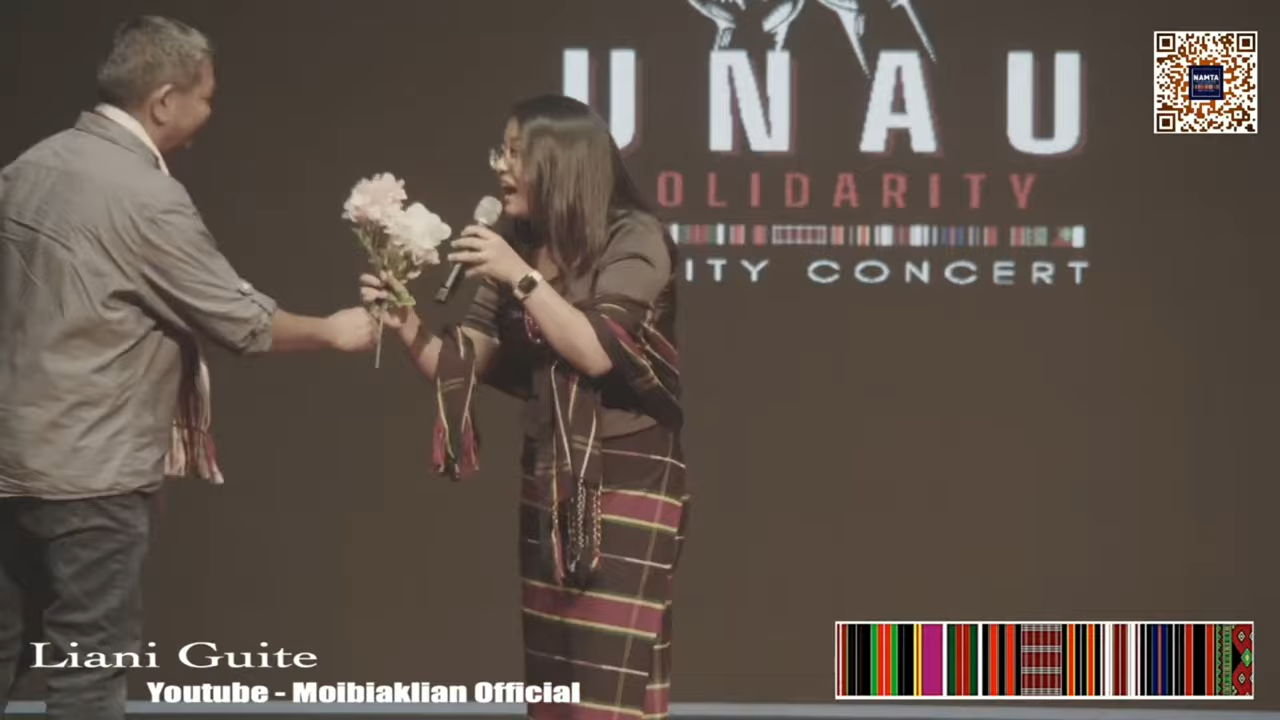 UNAU
NAMTA
OLIDARITY
ITY CONCERT
Liani Guite
Youtube - Moibiaklian Official